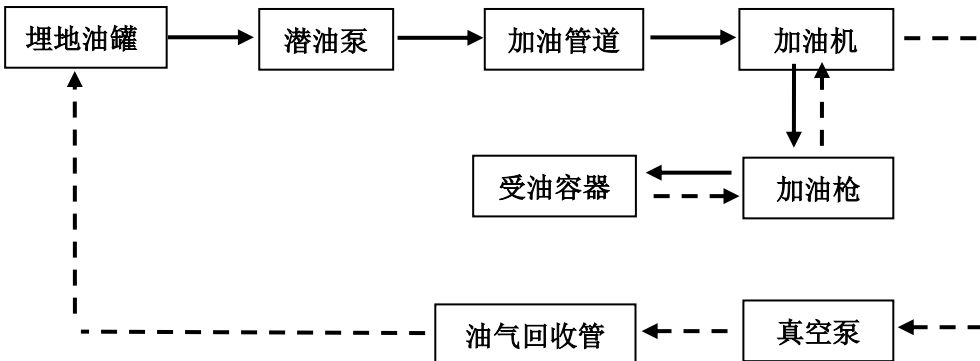 埋地油罐
潜油泵
加油管道
加油机
受油容器
加油枪
油气回收管
真空泵